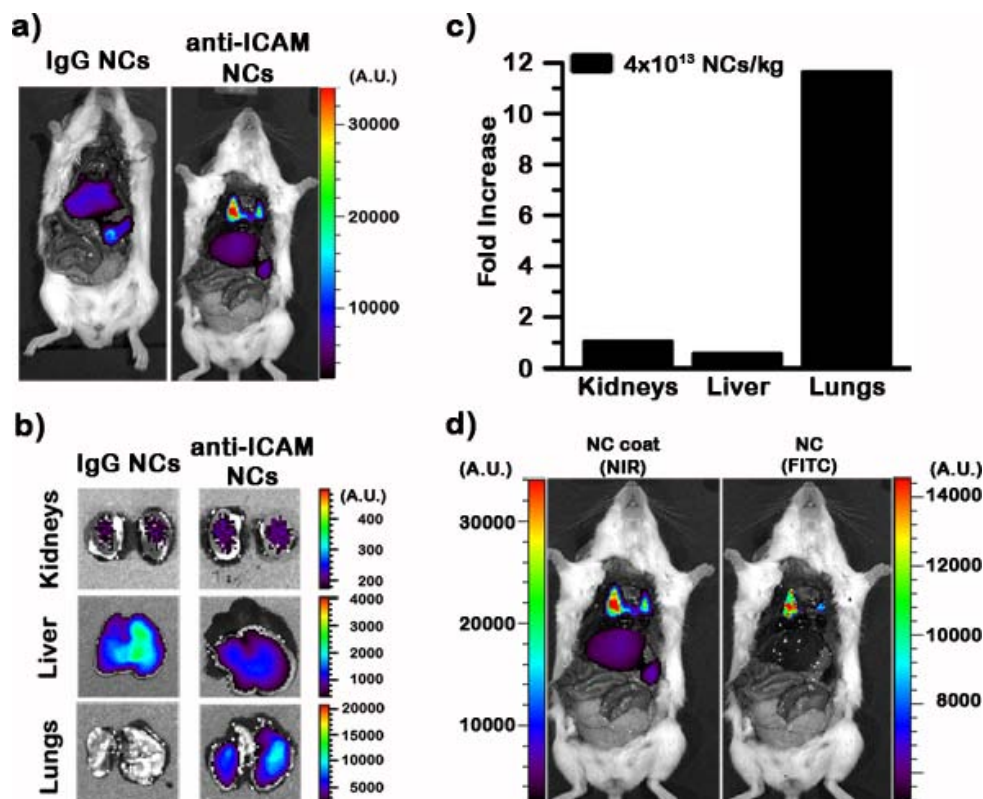 a)
IgG NCs
anti-ICAM
NCs
(A.U.)
30000
20000
10000
b)
IgG NCs
anti-ICAM
NCs
(A.U.)
Kidneys
400
300
200
Liver
4000
3000
2000
1000
Lungs
20000
15000
10000
5000
c)
4x10¹³ NCs/kg
Fold Increase
12
10
8
6
4
2
0
Kidneys Liver Lungs
d)
NC coat
(NIR)
NC
(FITC)
(A.U.)
30000
20000
10000
(A.U.)
14000
12000
10000
8000